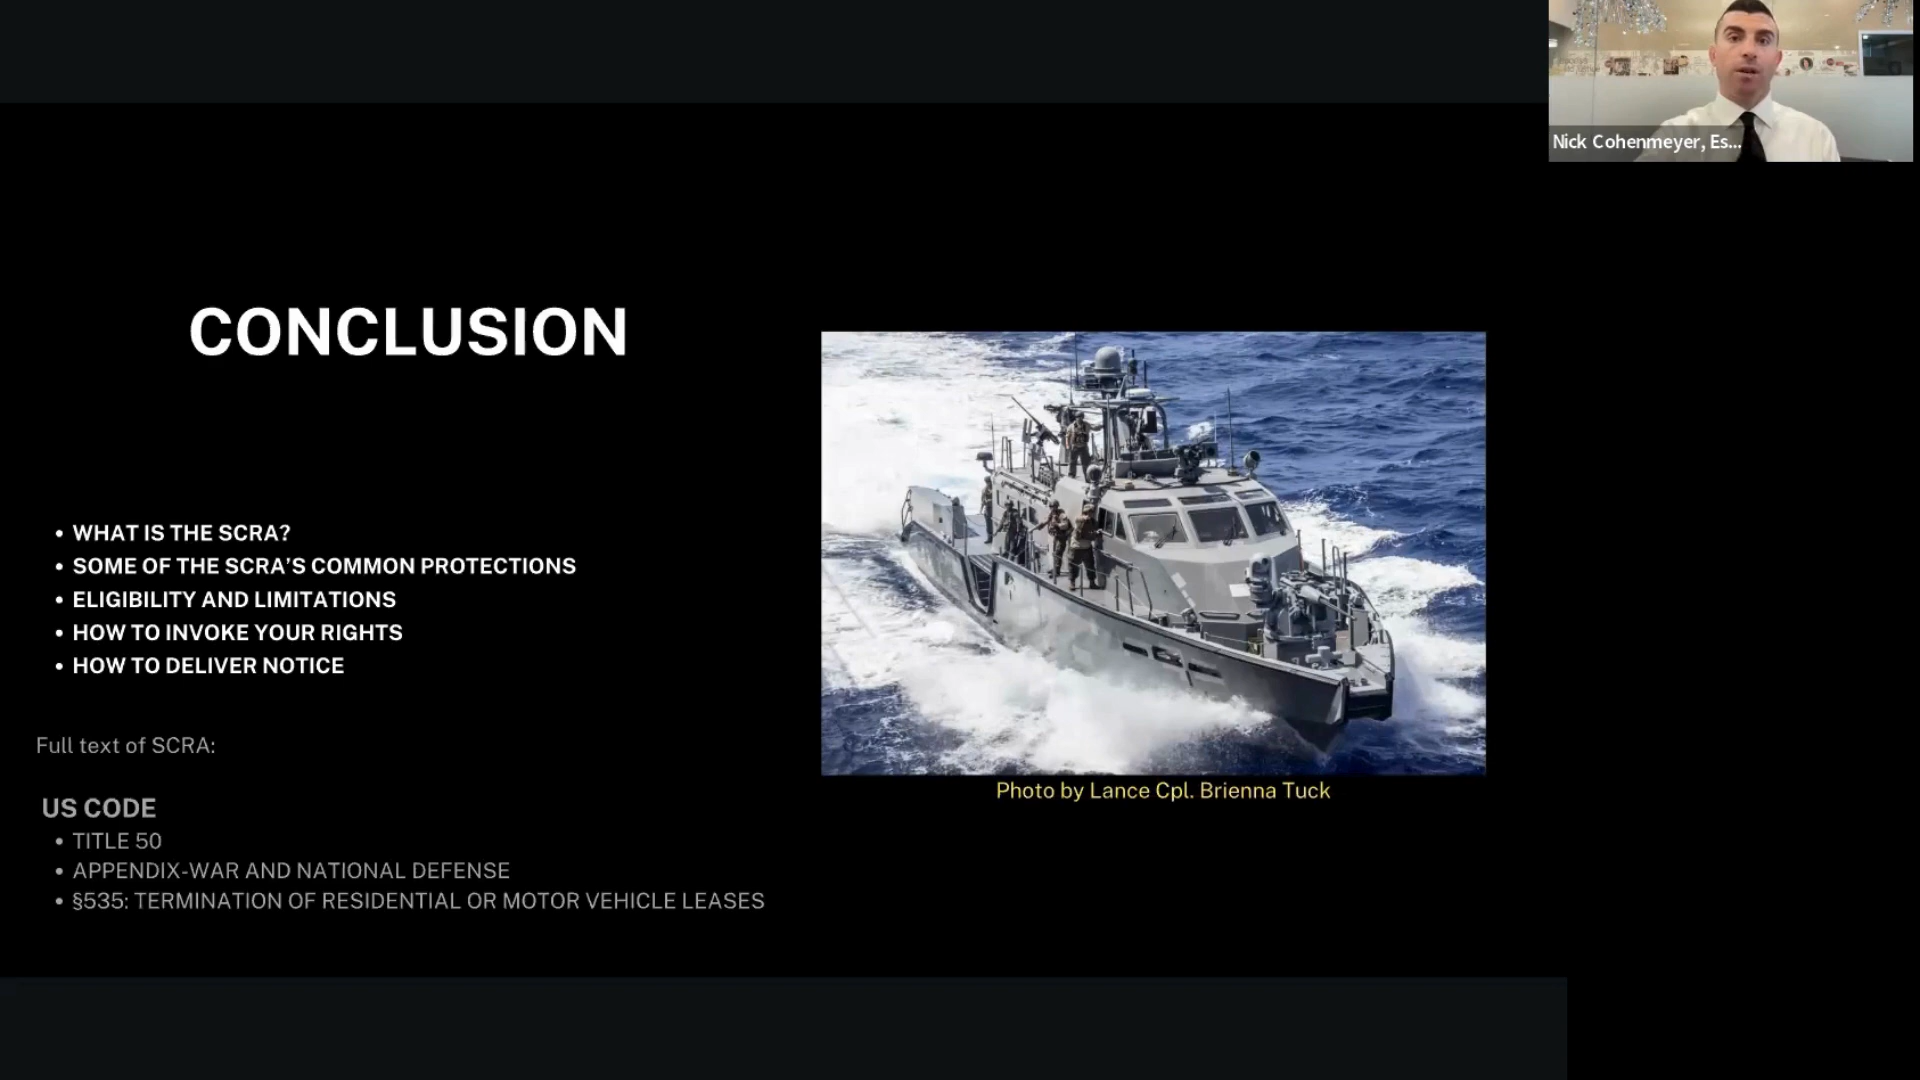 Nick Cohenmeyer, Es...
CONCLUSION
• WHAT IS THE SCRA?
• SOME OF THE SCRA'S COMMON PROTECTIONS
• ELIGIBILITY AND LIMITATIONS
• HOW TO INVOKE YOUR RIGHTS
• HOW TO DELIVER NOTICE
Full text of SCRA:
US CODE
• TITLE 50
• APPENDIX-WAR AND NATIONAL DEFENSE
• §535: TERMINATION OF RESIDENTIAL OR MOTOR VEHICLE LEASES
Photo by Lance Cpl. Brienna Tuck